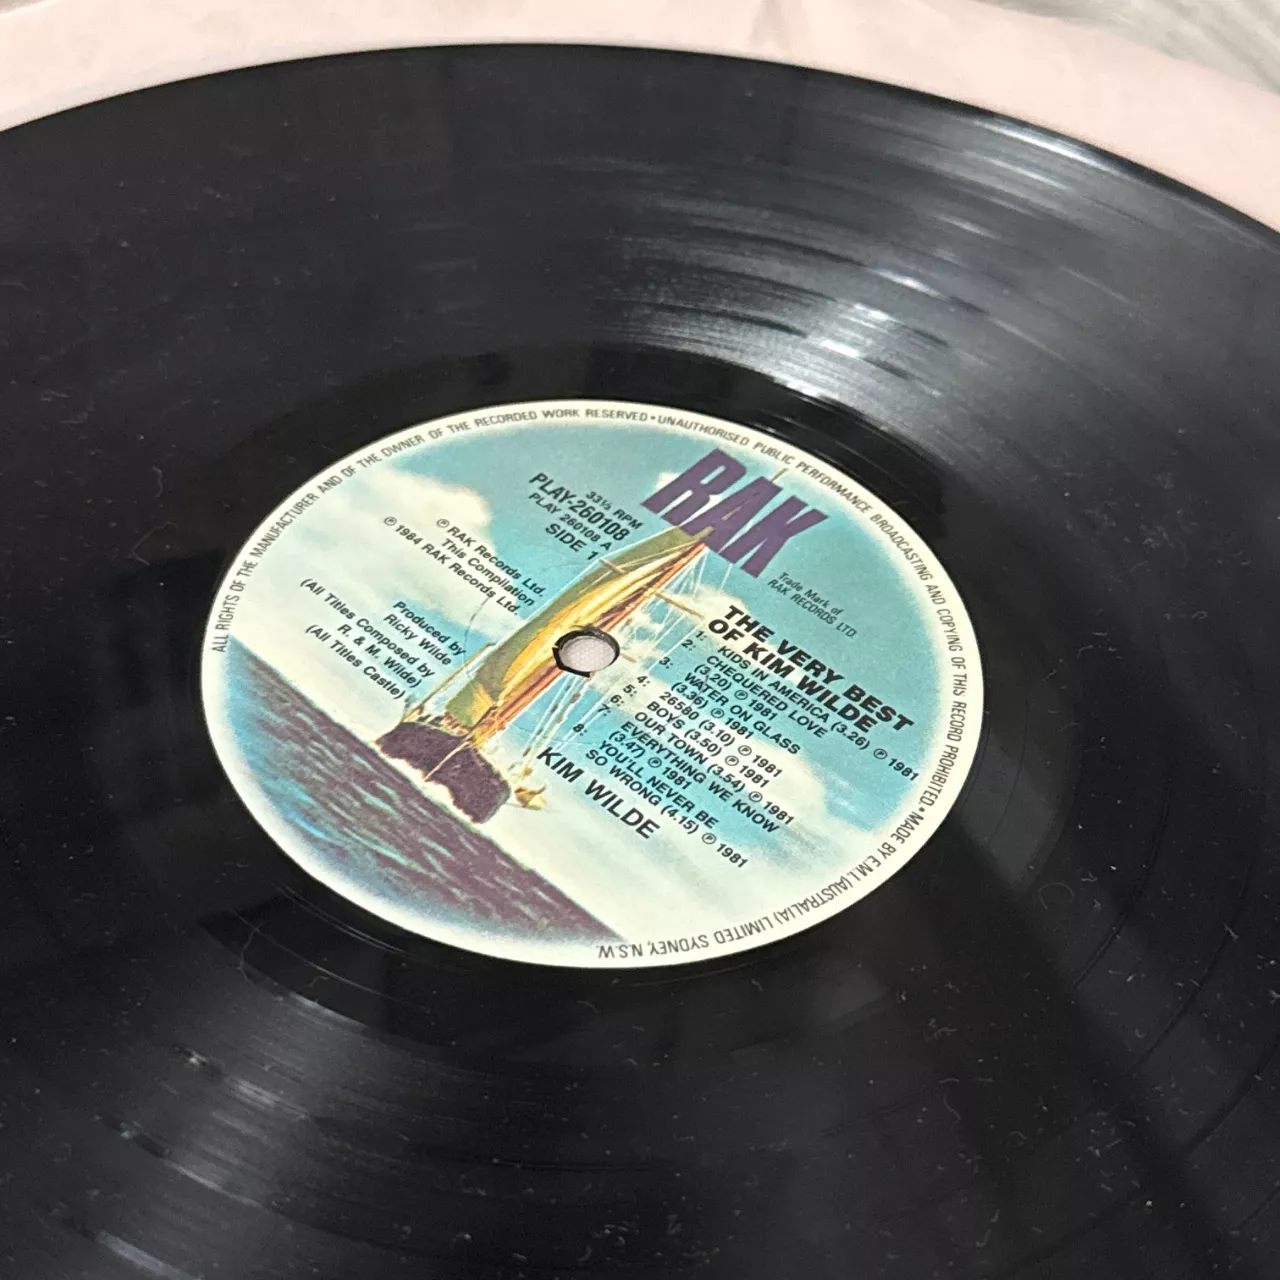 ALL RIGHTS OF THE MANUFACTURER AND OF THE OWNER OF THE RECORDED WORK RESERVED • UNAUTHORISED PUBLIC PERFORMANCE BROADCASTING AND COPYING OF THIS RECORD PROHIBITED • MADE BY E.M.I. (AUSTRALIA) LIMITED SYDNEY, N.S.W.
RAK
Trade Mark of
RAK RECORDS LTD.
33⅓ RPM
PLAY-260108
PLAY 260108 A
SIDE 1
℗ RAK Records Ltd.
This Compilation
© 1984 RAK Records Ltd.
Produced by
Ricky Wilde
(All Titles Composed by
R. & M. Wilde)
(All Titles Castle)
THE VERY BEST
OF KIM WILDE
1: KIDS IN AMERICA (3.26) ℗ 1981
2: CHEQUERED LOVE
(3.20) ℗ 1981
3: WATER ON GLASS
(3.36) ℗ 1981
4: 26580 (3.10) ℗ 1981
5: BOYS (3.50) ℗ 1981
6: OUR TOWN (3.54) ℗ 1981
7: EVERYTHING WE KNOW
(3.47) ℗ 1981
8: YOU'LL NEVER BE
SO WRONG (4.15) ℗ 1981
KIM WILDE